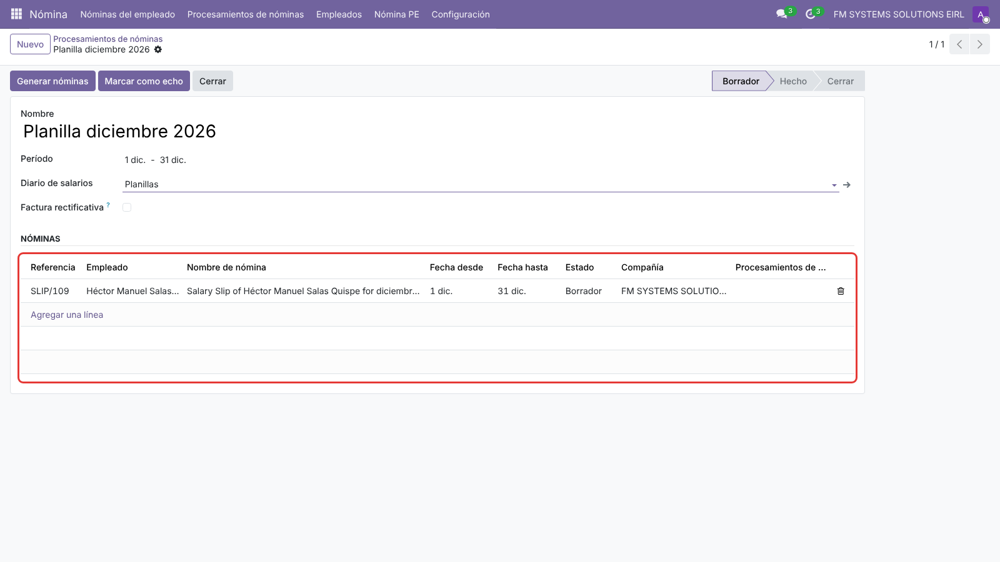 Nómina Nóminas del empleado Procesamientos de nóminas Empleados Nómina PE Configuración 3 3 FM SYSTEMS SOLUTIONS EIRL A
Nuevo Procesamientos de nóminas
Planilla diciembre 2026 1 / 1
Generar nóminas Marcar como echo Cerrar Borrador Hecho Cerrar
Nombre
Planilla diciembre 2026
Período 1 dic. - 31 dic.
Diario de salarios Planillas
Factura rectificativa ?
NÓMINAS
Referencia Empleado Nombre de nómina Fecha desde Fecha hasta Estado Compañía Procesamientos de ...
SLIP/109 Héctor Manuel Salas... Salary Slip of Héctor Manuel Salas Quispe for diciembr... 1 dic. 31 dic. Borrador FM SYSTEMS SOLUTIO...
Agregar una línea